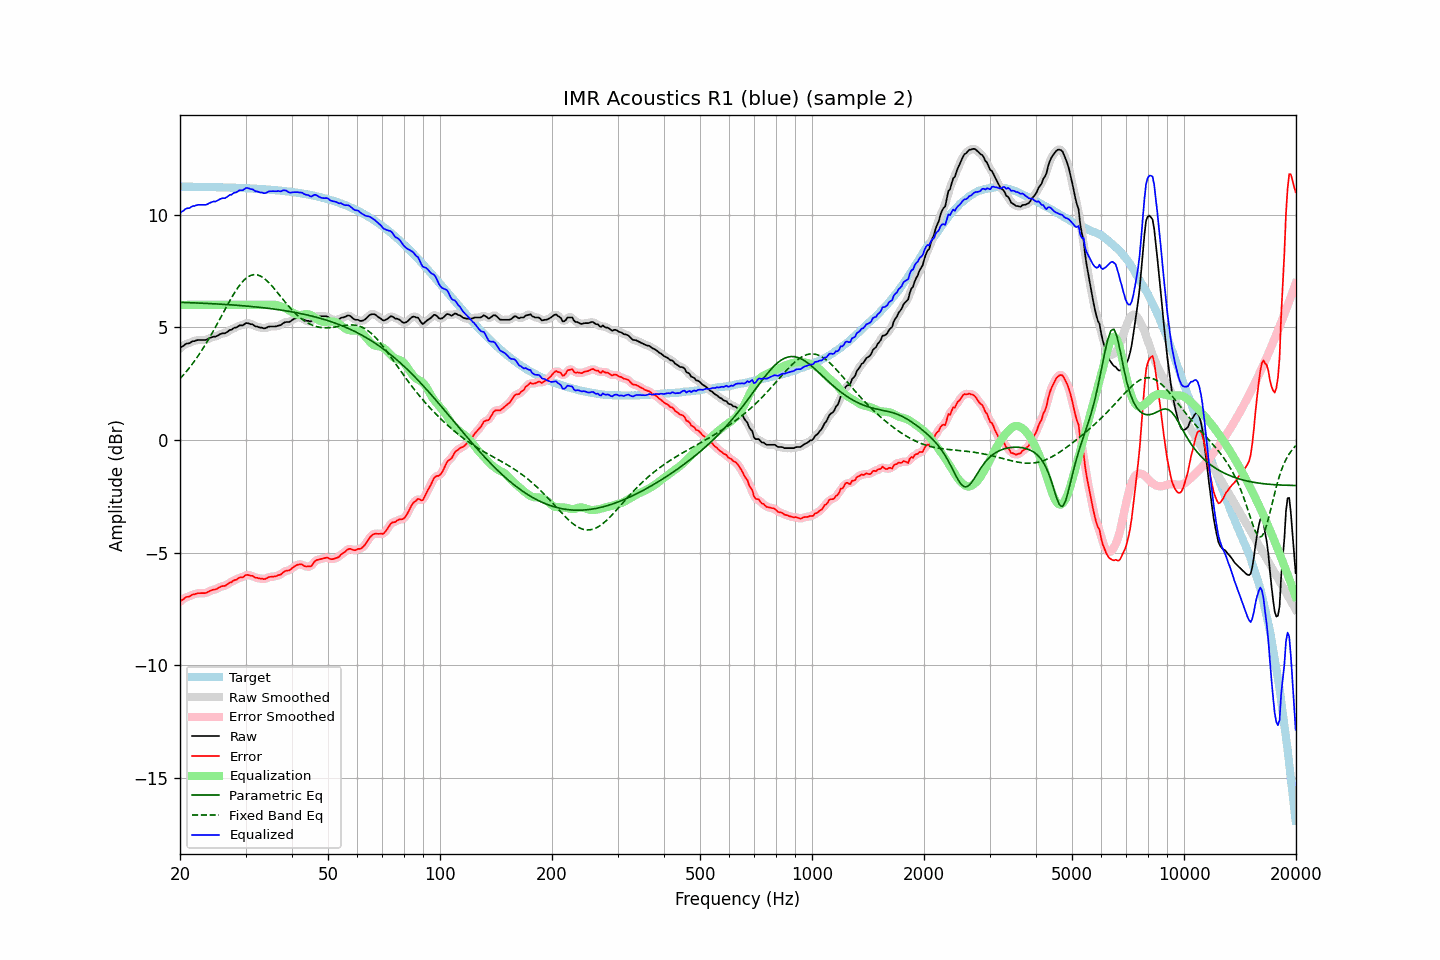 IMR Acoustics R1 (blue) (sample 2)
Amplitude (dBr)
10
5
0
−5
−10
−15
Target
Raw Smoothed
Error Smoothed
Raw
Error
Equalization
Parametric Eq
Fixed Band Eq
Equalized
20 50 100 200 500 1000 2000 5000 10000 20000
Frequency (Hz)